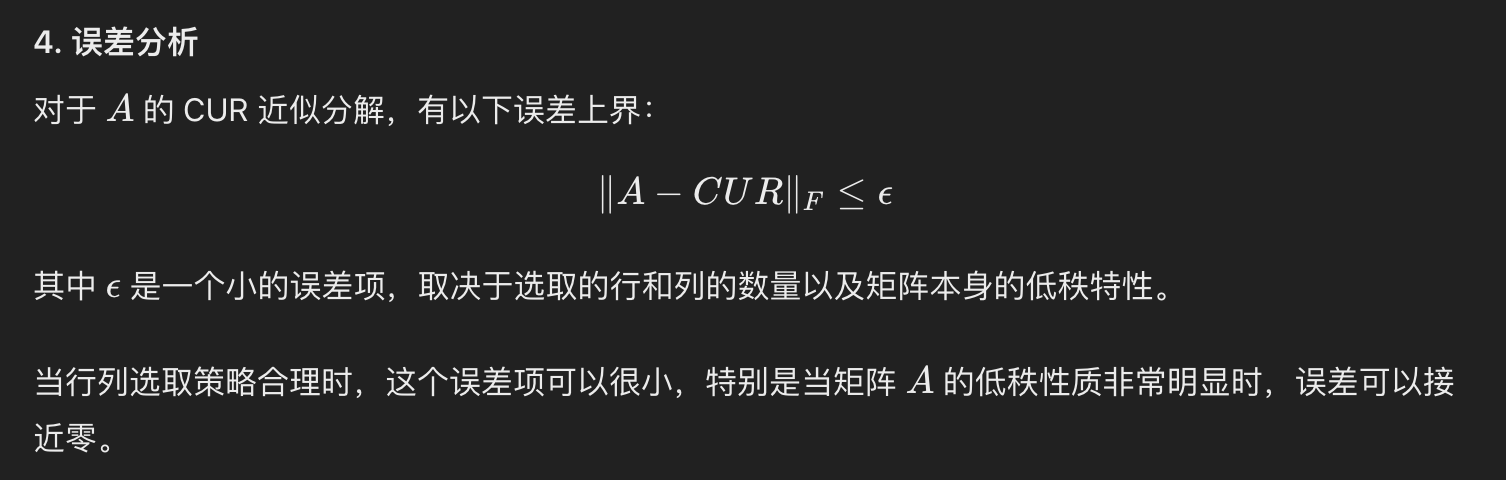 4. 误差分析
对于 A 的 CUR 近似分解，有以下误差上界：
∥A − CUR∥F ≤ ϵ
其中 ϵ 是一个小的误差项，取决于选取的行和列的数量以及矩阵本身的低秩特性。
当行列选取策略合理时，这个误差项可以很小，特别是当矩阵 A 的低秩性质非常明显时，误差可以接
近零。